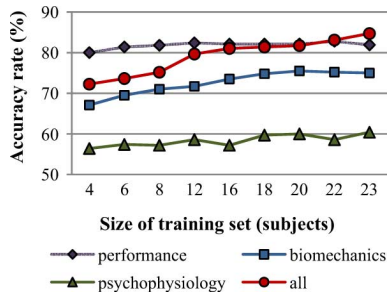 Accuracy rate (%)
90
80
70
60
50
4 6 8 12 16 18 20 22 23
Size of training set (subjects)
performance biomechanics
psychophysiology all